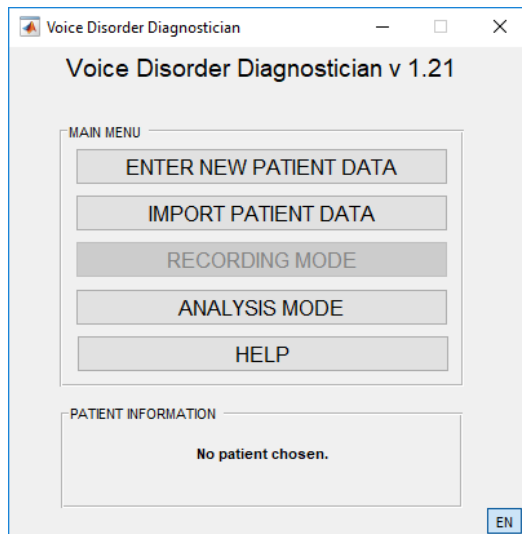 Voice Disorder Diagnostician
Voice Disorder Diagnostician v 1.21
MAIN MENU
ENTER NEW PATIENT DATA
IMPORT PATIENT DATA
RECORDING MODE
ANALYSIS MODE
HELP
PATIENT INFORMATION
No patient chosen.
EN